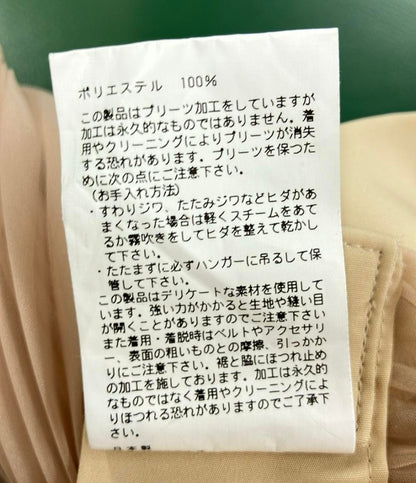 ポリエステル 100%
この製品はプリーツ加工をしていますが
加工は永久的なものではありません。着
用やクリーニングによりプリーツが消失
する恐れがあります。プリーツを保つた
めに次の点にご注意下さい。
(お手入れ方法)
・すわりジワ、たたみジワなどヒダがあ
まくなった場合は軽くスチームをあて
るか霧吹きをしてヒダを整えて乾かし
て下さい。
・たたまずに必ずハンガーに吊るして保
管して下さい。
この製品はデリケートな素材を使用して
います。強い力がかかると生地や縫い目
が開くことがありますのでご注意下さい
また着用・着脱時はベルトやアクセサリ
ー、表面の粗いものとの摩擦、引っかか
りにご注意下さい。裾と脇にほつれ止め
の加工を施しております。加工は永久的
なものではなく着用やクリーニングによ
りほつれる恐れがありますのでご了承下
さい。